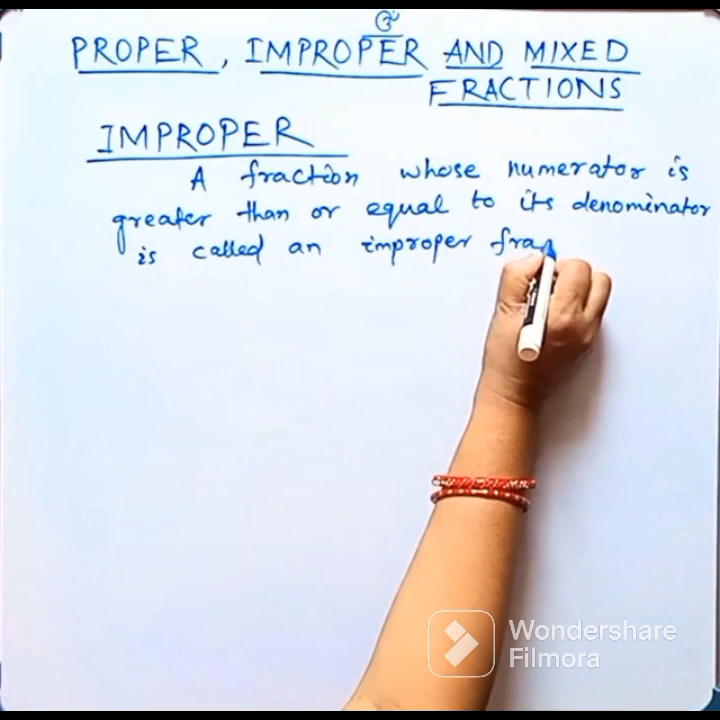 PROPER, IMPROPER AND MIXED
FRACTIONS
IMPROPER
A fraction whose numerator is
greater than or equal to its denominator
is called an improper fra
Wondershare
Filmora